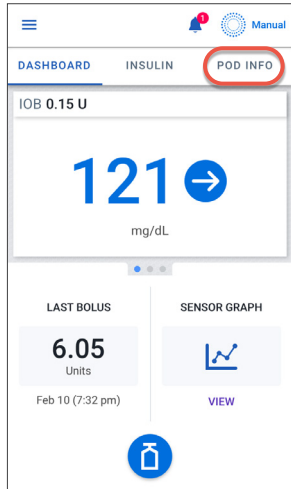 1
Manual
DASHBOARD INSULIN POD INFO
IOB 0.15 U
121
mg/dL
LAST BOLUS
6.05
Units
Feb 10 (7:32 pm)
SENSOR GRAPH
VIEW